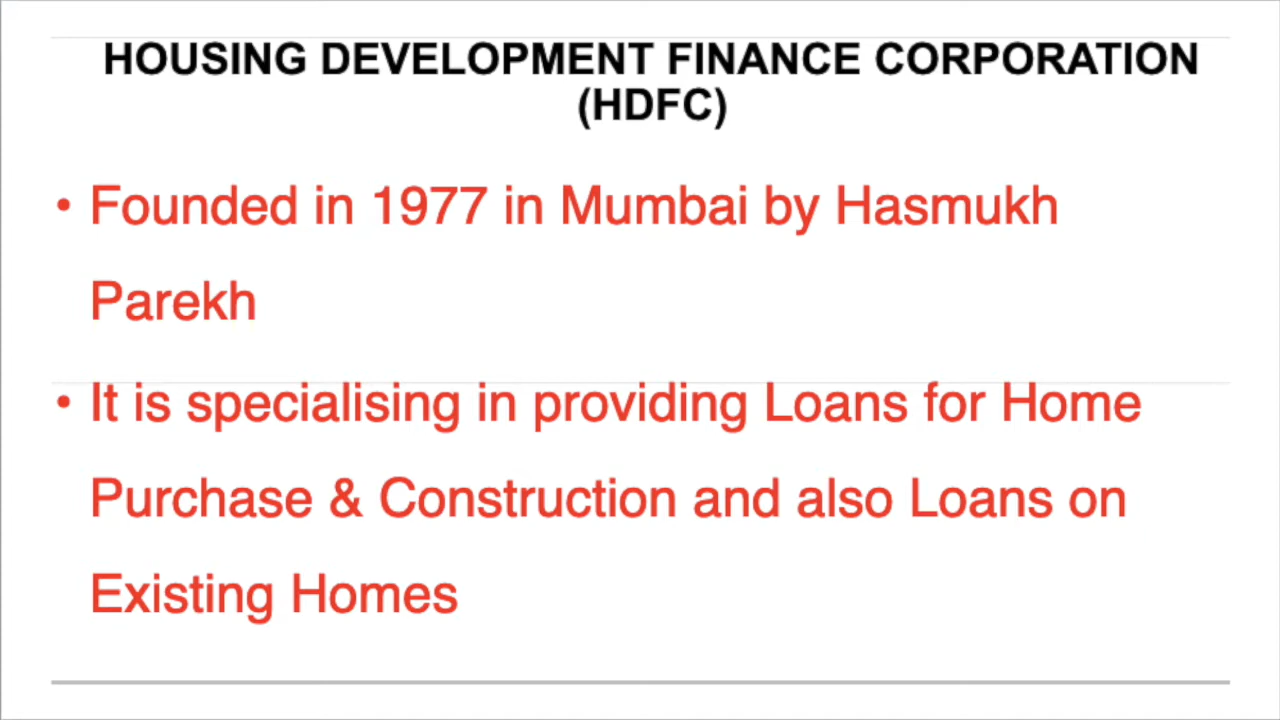 HOUSING DEVELOPMENT FINANCE CORPORATION
(HDFC)
• Founded in 1977 in Mumbai by Hasmukh
Parekh
• It is specialising in providing Loans for Home
Purchase & Construction and also Loans on
Existing Homes